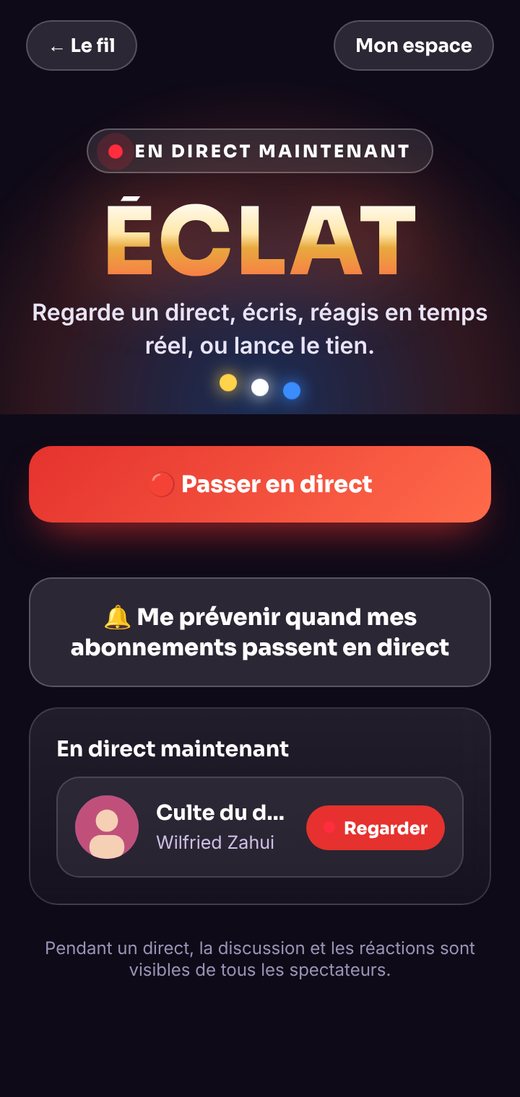 ← Le fil
Mon espace
EN DIRECT MAINTENANT
ÉCLAT
Regarde un direct, écris, réagis en temps
réel, ou lance le tien.
🔴 Passer en direct
🔔 Me prévenir quand mes
abonnements passent en direct
En direct maintenant
Culte du d...
Wilfried Zahui
Regarder
Pendant un direct, la discussion et les réactions sont
visibles de tous les spectateurs.